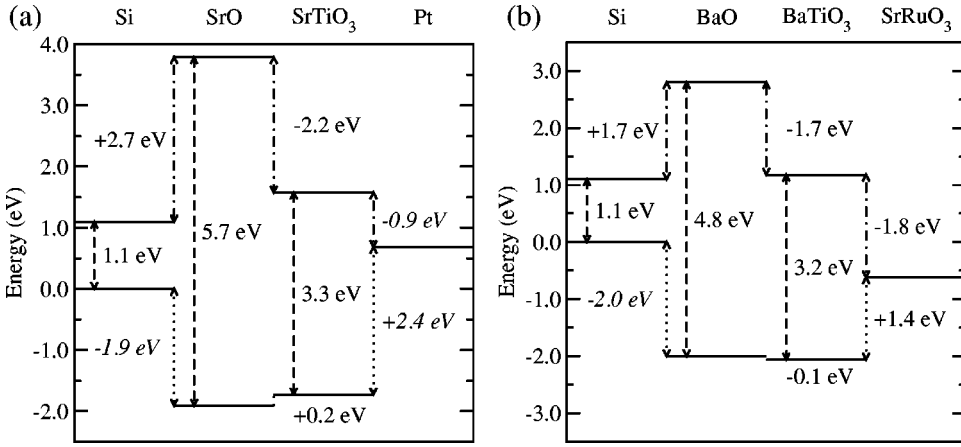 (a) Si SrO SrTiO3 Pt
4.0
3.0
2.0
1.0
0.0
-1.0
-2.0
Energy (eV)
+2.7 eV
-2.2 eV
1.1 eV
5.7 eV
-0.9 eV
3.3 eV
-1.9 eV
+2.4 eV
+0.2 eV
(b) Si BaO BaTiO3 SrRuO3
3.0
2.0
1.0
0.0
-1.0
-2.0
-3.0
Energy (eV)
+1.7 eV
-1.7 eV
1.1 eV
4.8 eV
-1.8 eV
3.2 eV
-2.0 eV
+1.4 eV
-0.1 eV